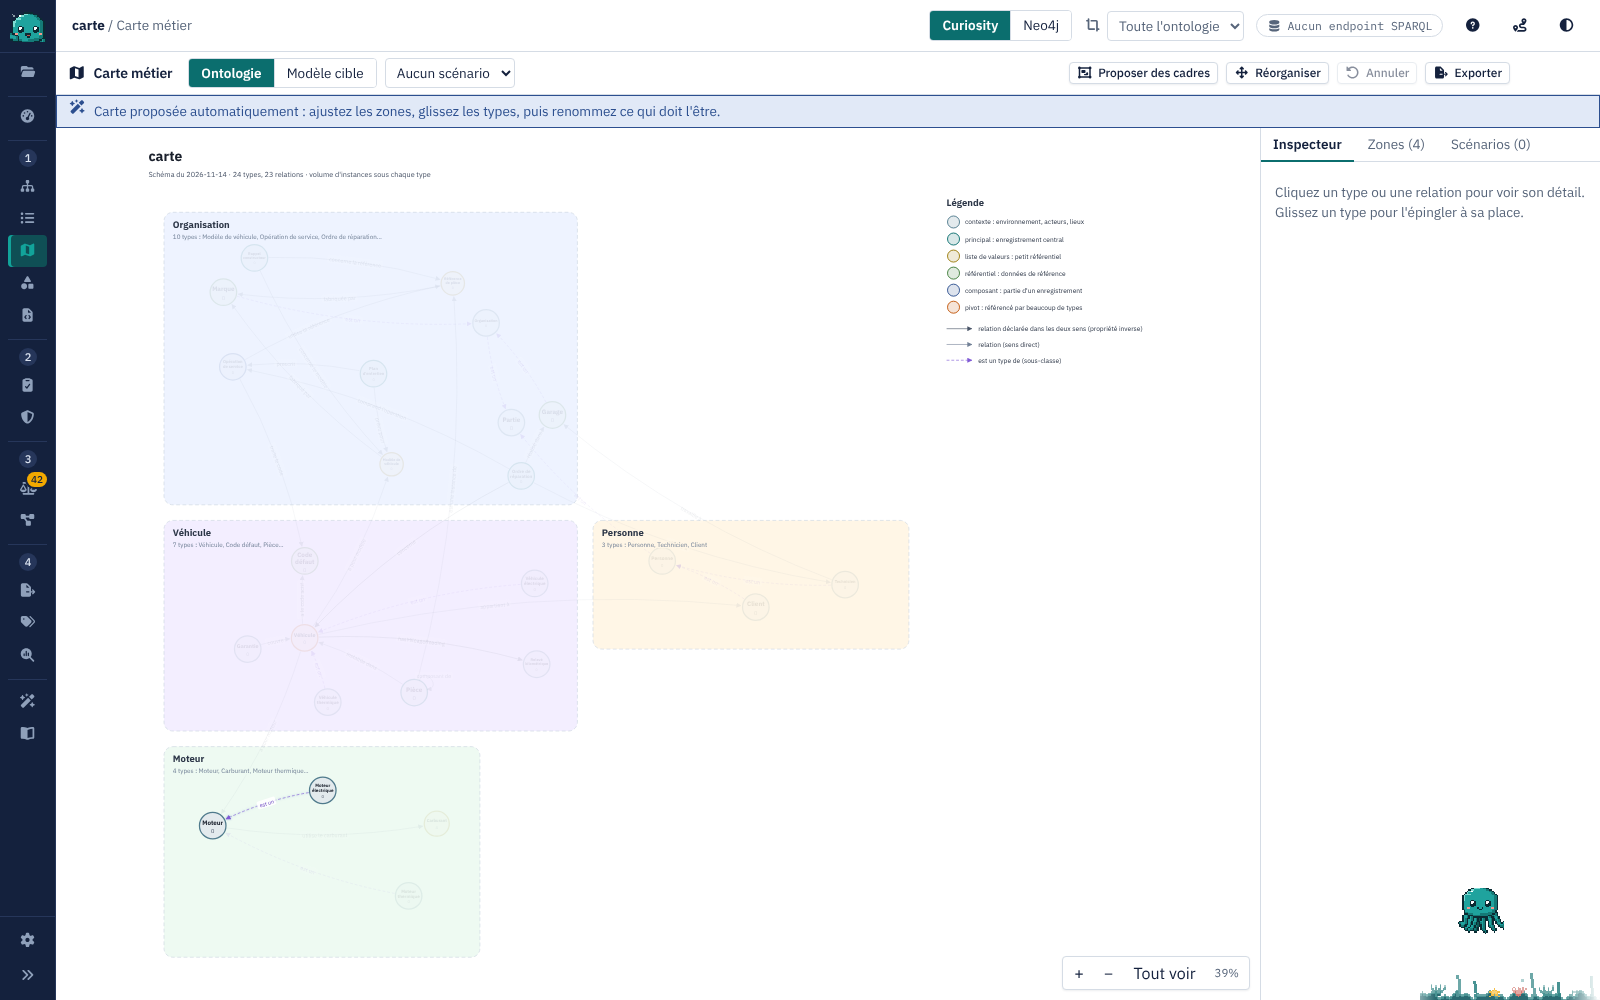 carte / Carte métier
Curiosity
Neo4j
Toute l'ontologie
Aucun endpoint SPARQL
Carte métier
Ontologie
Modèle cible
Aucun scénario
Proposer des cadres
Réorganiser
Annuler
Exporter
Carte proposée automatiquement : ajustez les zones, glissez les types, puis renommez ce qui doit l'être.
1
2
3
42
4
carte
Schéma du 2026-11-14 · 24 types, 23 relations · volume d'instances sous chaque type
Organisation
10 types : Modèle de véhicule, Opération de service, Ordre de réparation…
Marque
Garage
Véhicule
7 types : Véhicule, Code défaut, Pièce…
Code défaut
Véhicule
Pièce
Personne
3 types : Personne, Technicien, Client
Client
Moteur
4 types : Moteur, Carburant, Moteur thermique…
Moteur électrique
0
est un
Moteur
0
Légende
contexte : environnement, acteurs, lieux
principal : enregistrement central
liste de valeurs : petit référentiel
référentiel : données de référence
composant : partie d'un enregistrement
pivot : référencé par beaucoup de types
relation déclarée dans les deux sens (propriété inverse)
relation (sens direct)
est un type de (sous-classe)
Inspecteur
Zones (4)
Scénarios (0)
Cliquez un type ou une relation pour voir son détail.
Glissez un type pour l'épingler à sa place.
+
−
Tout voir
39%